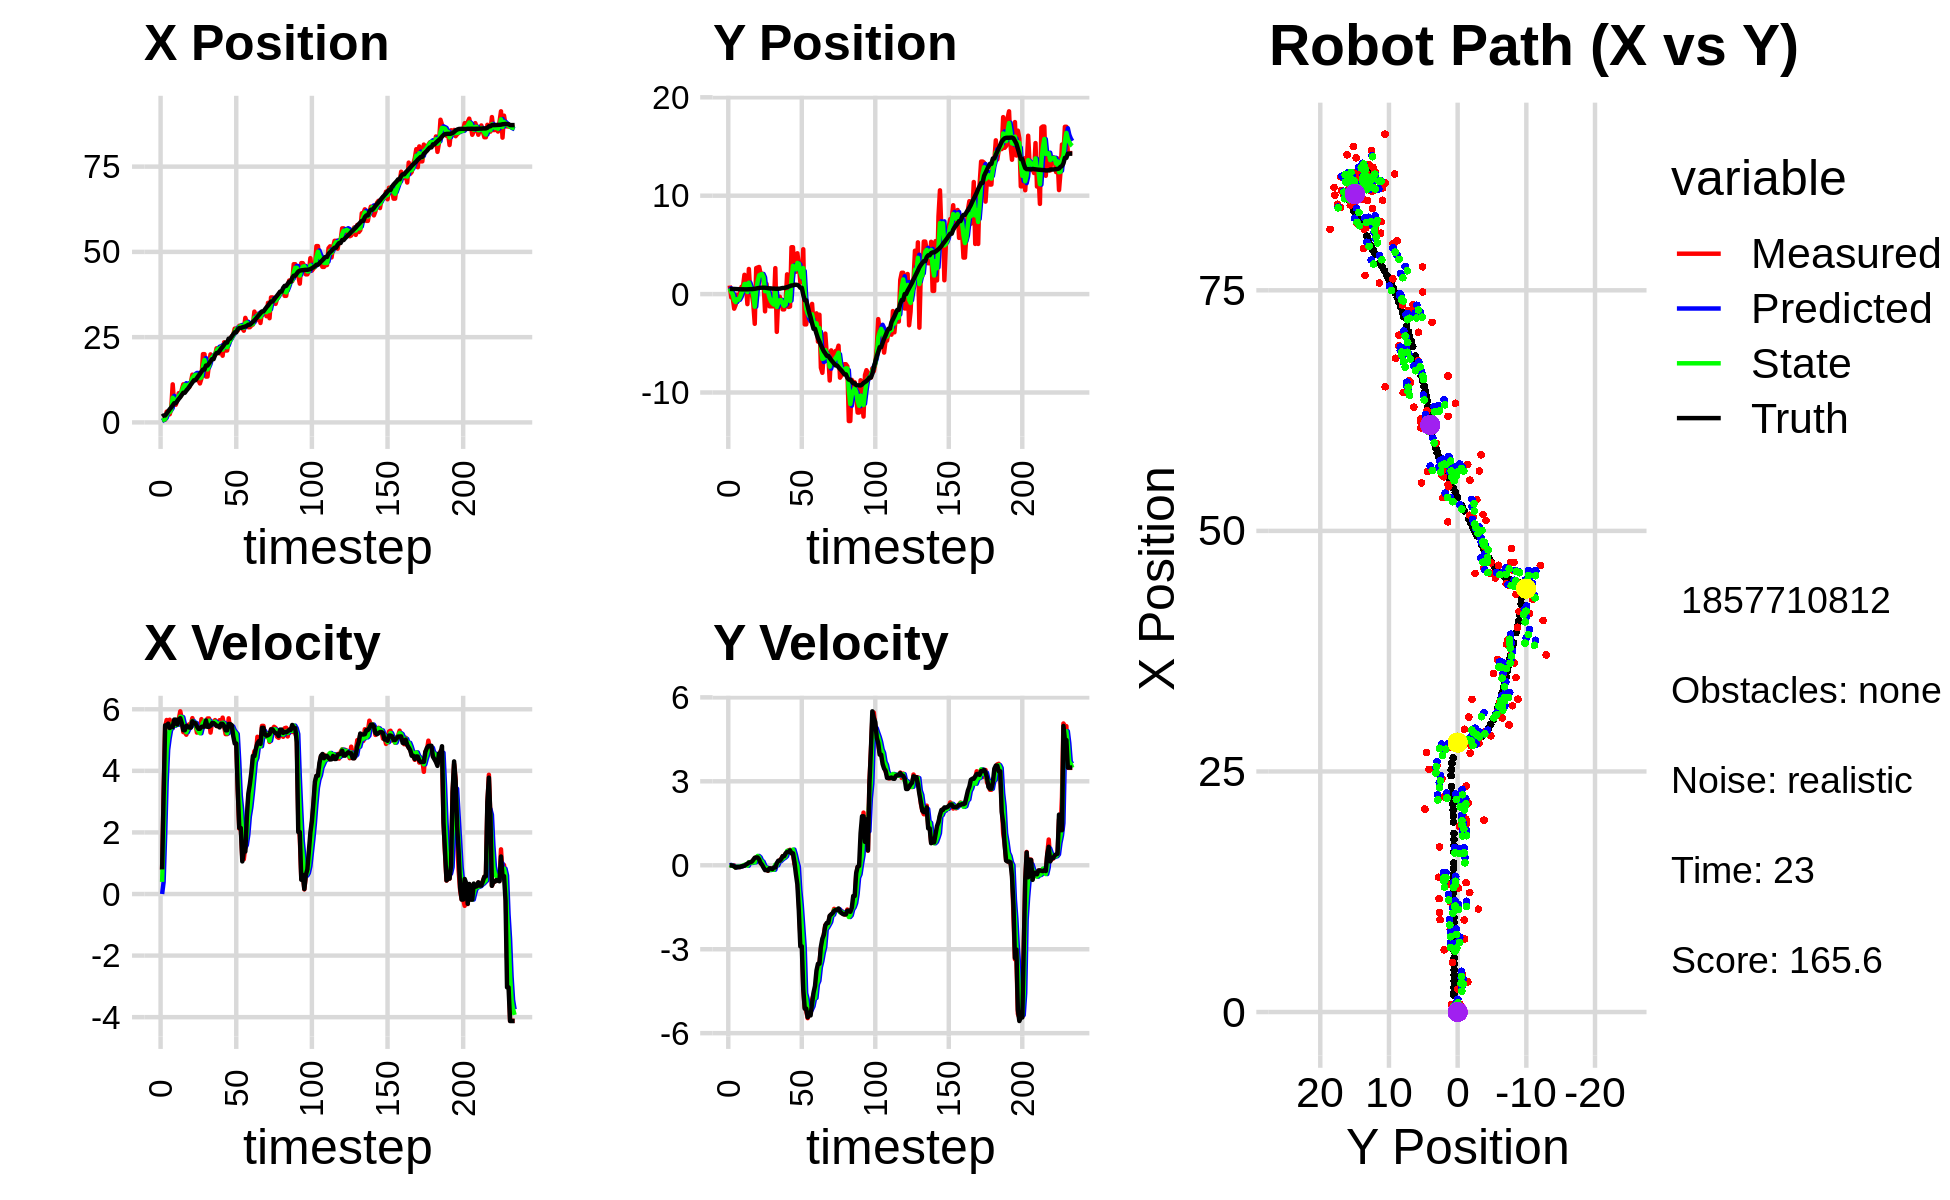 X Position
75
50
25
0
0
50
100
150
200
timestep
Y Position
20
10
0
-10
0
50
100
150
200
timestep
X Velocity
6
4
2
0
-2
-4
0
50
100
150
200
timestep
Y Velocity
6
3
0
-3
-6
0
50
100
150
200
timestep
Robot Path (X vs Y)
X Position
75
50
25
0
20 10 0 -10 -20
Y Position
variable
Measured
Predicted
State
Truth
1857710812
Obstacles: none
Noise: realistic
Time: 23
Score: 165.6